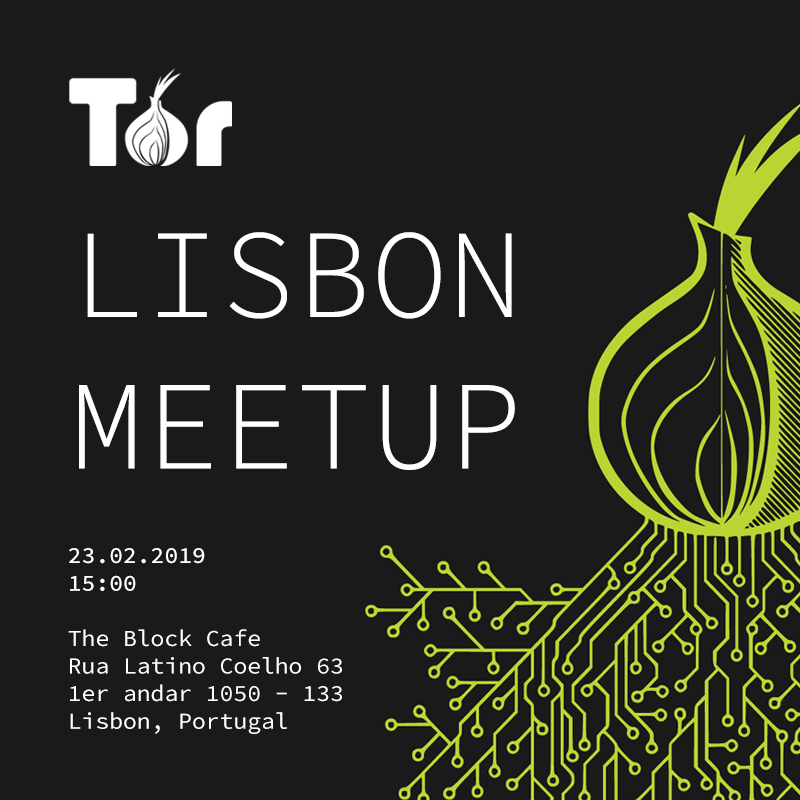 Tor
LISBON
MEETUP
23.02.2019
15:00
The Block Cafe
Rua Latino Coelho 63
1er andar 1050 - 133
Lisbon, Portugal